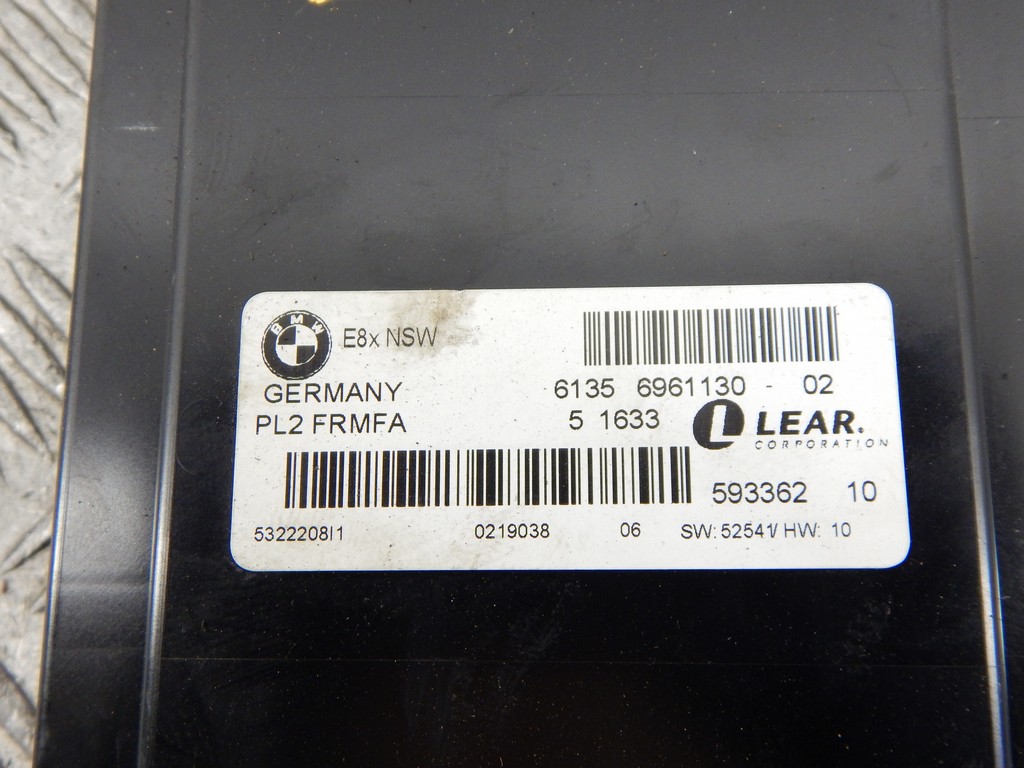 BMW E8x NSW
GERMANY 6135 6961130 - 02
PL2 FRMFA 5 1633 LEAR.
CORPORATION
593362 10
5322208I1 0219038 06 SW: 52541/ HW: 10